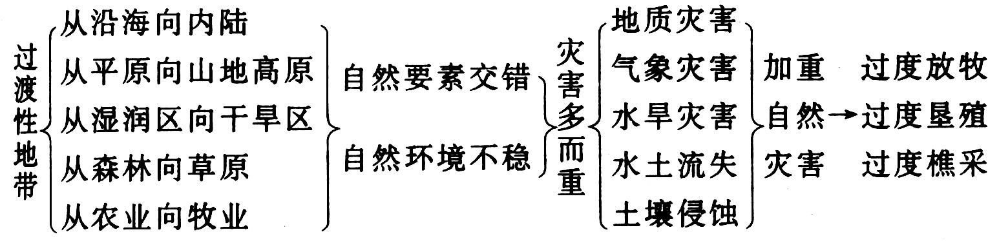 过渡性地带
从沿海向内陆
从平原向山地高原
从湿润区向干旱区
从森林向草原
从农业向牧业
自然要素交错
自然环境不稳
灾害多而重
地质灾害
气象灾害
水旱灾害
水土流失
土壤侵蚀
加重
自然→
灾害
过度放牧
过度垦殖
过度樵采